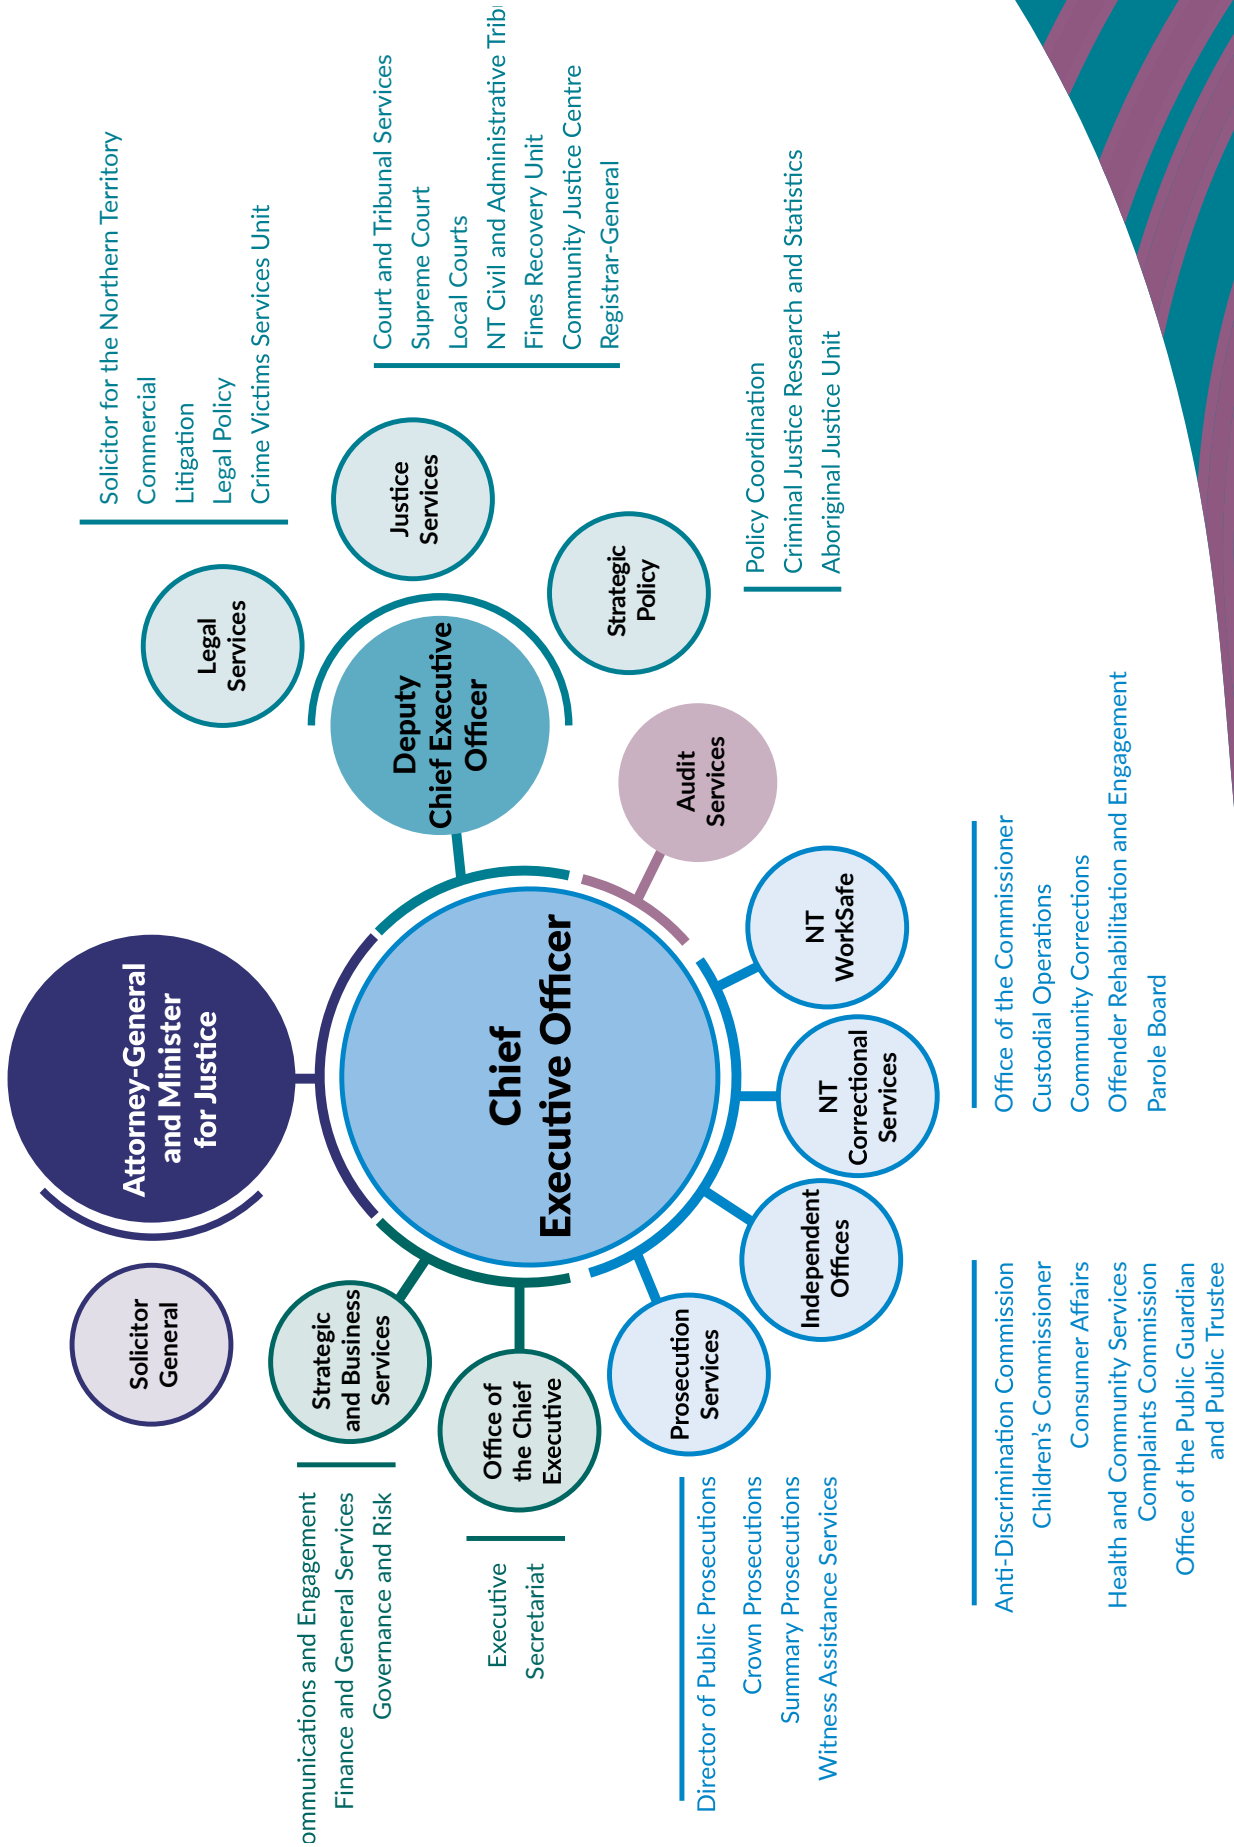 Attorney-General
and Minister
for Justice
Solicitor
General
Chief
Executive Officer
Strategic
and Business
Services
ommunications and Engagement
Finance and General Services
Governance and Risk
Office of
the Chief
Executive
Executive
Secretariat
Prosecution
Services
Director of Public Prosecutions
Crown Prosecutions
Summary Prosecutions
Witness Assistance Services
Independent
Offices
Anti-Discrimination Commission
Children's Commissioner
Consumer Affairs
Health and Community Services
Complaints Commission
Office of the Public Guardian
and Public Trustee
NT
Correctional
Services
Office of the Commissioner
Custodial Operations
Community Corrections
Offender Rehabilitation and Engagement
Parole Board
NT
WorkSafe
Audit
Services
Deputy
Chief Executive
Officer
Legal
Services
Solicitor for the Northern Territory
Commercial
Litigation
Legal Policy
Crime Victims Services Unit
Justice
Services
Court and Tribunal Services
Supreme Court
Local Courts
NT Civil and Administrative Trib
Fines Recovery Unit
Community Justice Centre
Registrar-General
Strategic
Policy
Policy Coordination
Criminal Justice Research and Statistics
Aboriginal Justice Unit